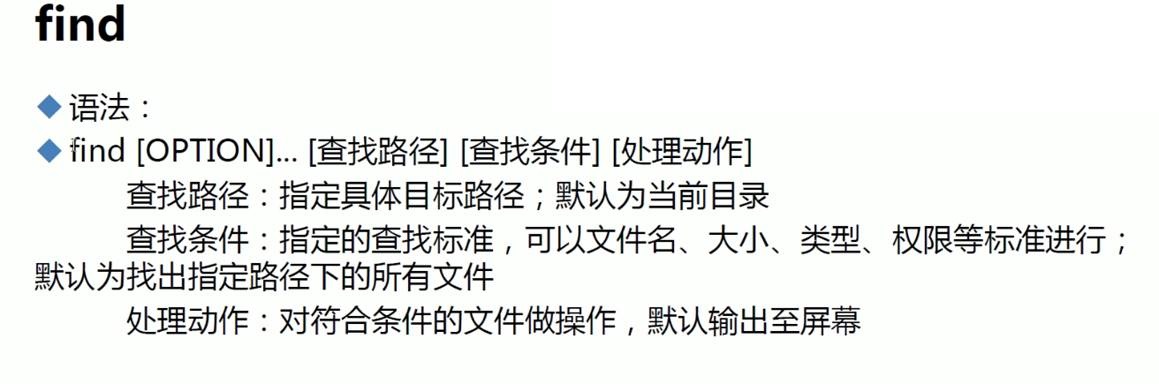 find
语法：
find [OPTION]... [查找路径] [查找条件] [处理动作]
查找路径：指定具体目标路径；默认为当前目录
查找条件：指定的查找标准，可以文件名、大小、类型、权限等标准进行；
默认为找出指定路径下的所有文件
处理动作：对符合条件的文件做操作，默认输出至屏幕